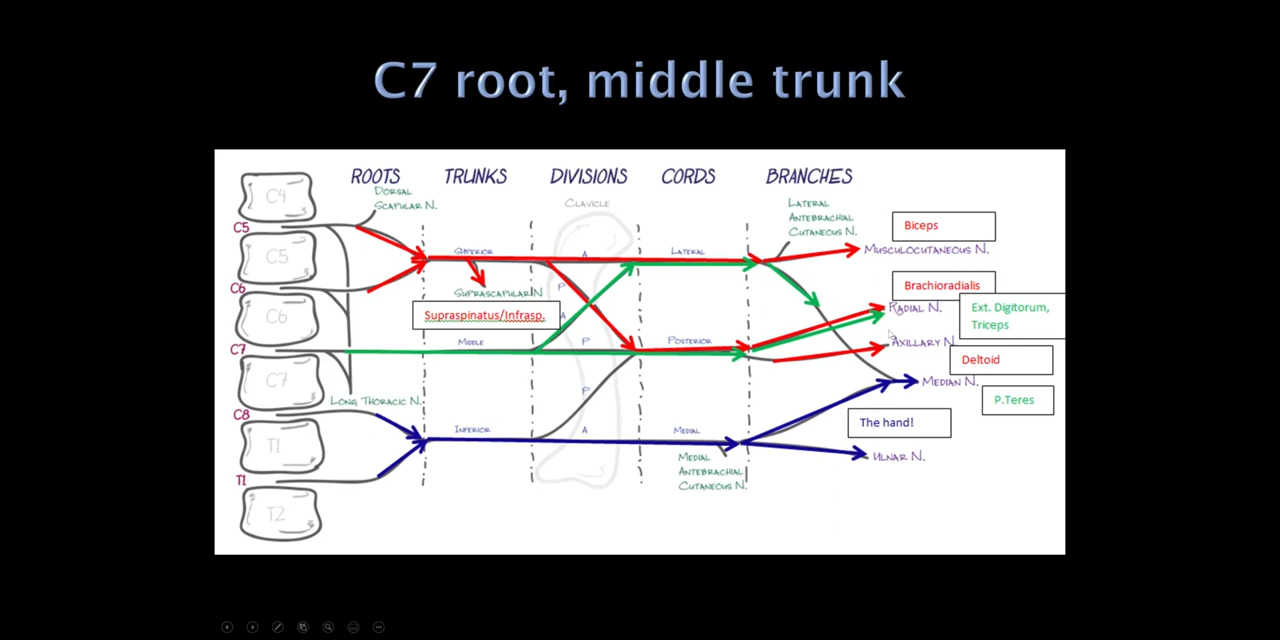 C7 root, middle trunk
ROOTS TRUNKS DIVISIONS CORDS BRANCHES
C4
DORSAL
SCAPULAR N.
CLAVICLE
LATERAL
ANTEBRACHIAL
CUTANEOUS N.
C5
Biceps
SUPERIOR
A
LATERAL
MUSCULOCUTANEOUS N.
C5
C6
SUPRASCAPULAR N
P
Brachioradialis
RADIAL N.
Ext. Digitorum,
Triceps
C6
Supraspinatus/Infrasp.
A
C7
MIDDLE
P
POSTERIOR
AXILLARY N.
Deltoid
C7
MEDIAN N.
P
P.Teres
LONG THORACIC N.
C8
The hand!
INFERIOR
A
MEDIAL
T1
MEDIAL
ANTEBRACHIAL
CUTANEOUS N.
ULNAR N.
T1
T2